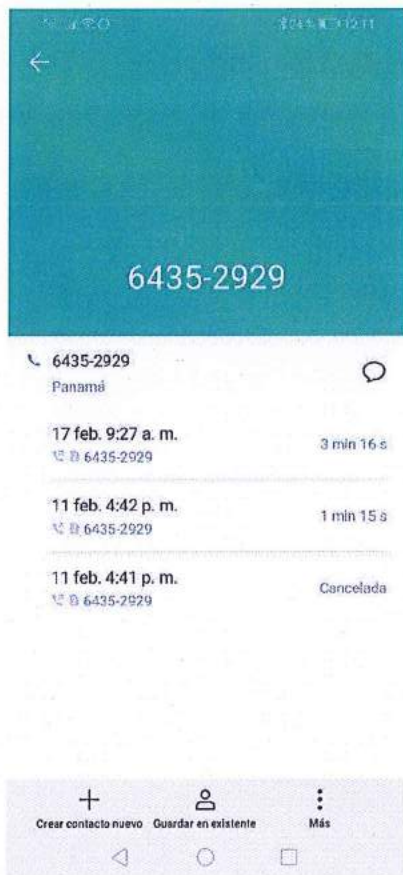 6435-2929
6435-2929
Panamá
17 feb. 9:27 a. m.
3 min 16 s
6435-2929
11 feb. 4:42 p. m.
1 min 15 s
6435-2929
11 feb. 4:41 p. m.
Cancelada
6435-2929
Crear contacto nuevo
Guardar en existente
Más